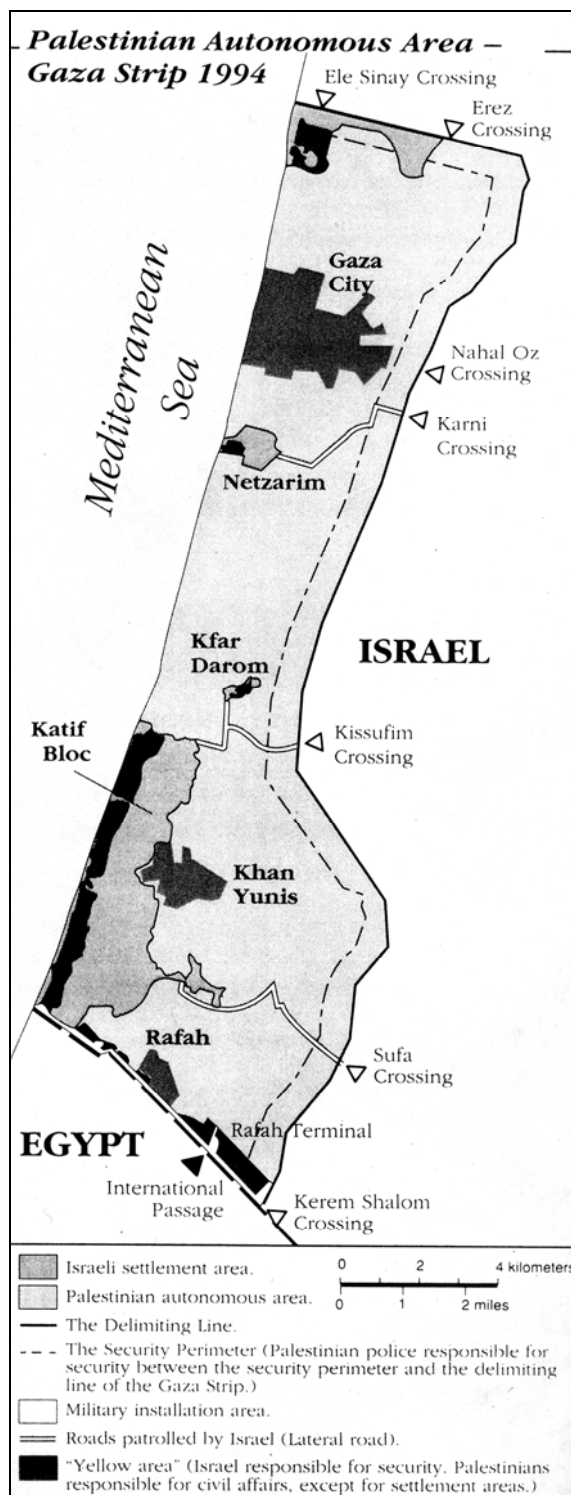 Palestinian Autonomous Area –
Gaza Strip 1994
Ele Sinay Crossing
Erez
Crossing
Gaza
City
Mediterranean
Sea
Nahal Oz
Crossing
Karni
Crossing
Netzarim
Kfar
Darom
ISRAEL
Katif
Bloc
Kissufim
Crossing
Khan
Yunis
Rafah
Sufa
Crossing
EGYPT
Rafah Terminal
International
Passage
Kerem Shalom
Crossing
Israeli settlement area.
0 2 4 kilometers
Palestinian autonomous area.
0 1 2 miles
The Delimiting Line.
The Security Perimeter (Palestinian police responsible for
security between the security perimeter and the delimiting
line of the Gaza Strip.)
Military installation area.
Roads patrolled by Israel (Lateral road).
"Yellow area" (Israel responsible for security. Palestinians
responsible for civil affairs, except for settlement areas.)